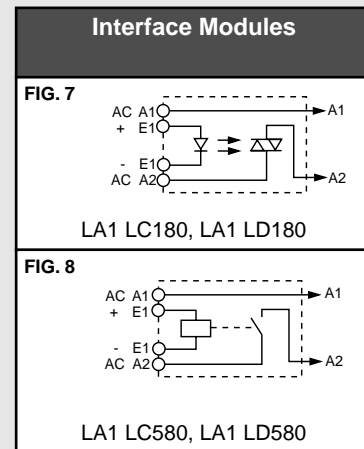 Interface Modules
FIG. 7
AC A1 A1
+ E1
- E1
AC A2 A2
LA1 LC180, LA1 LD180
FIG. 8
AC A1 A1
+ E1
- E1
AC A2 A2
LA1 LC580, LA1 LD580